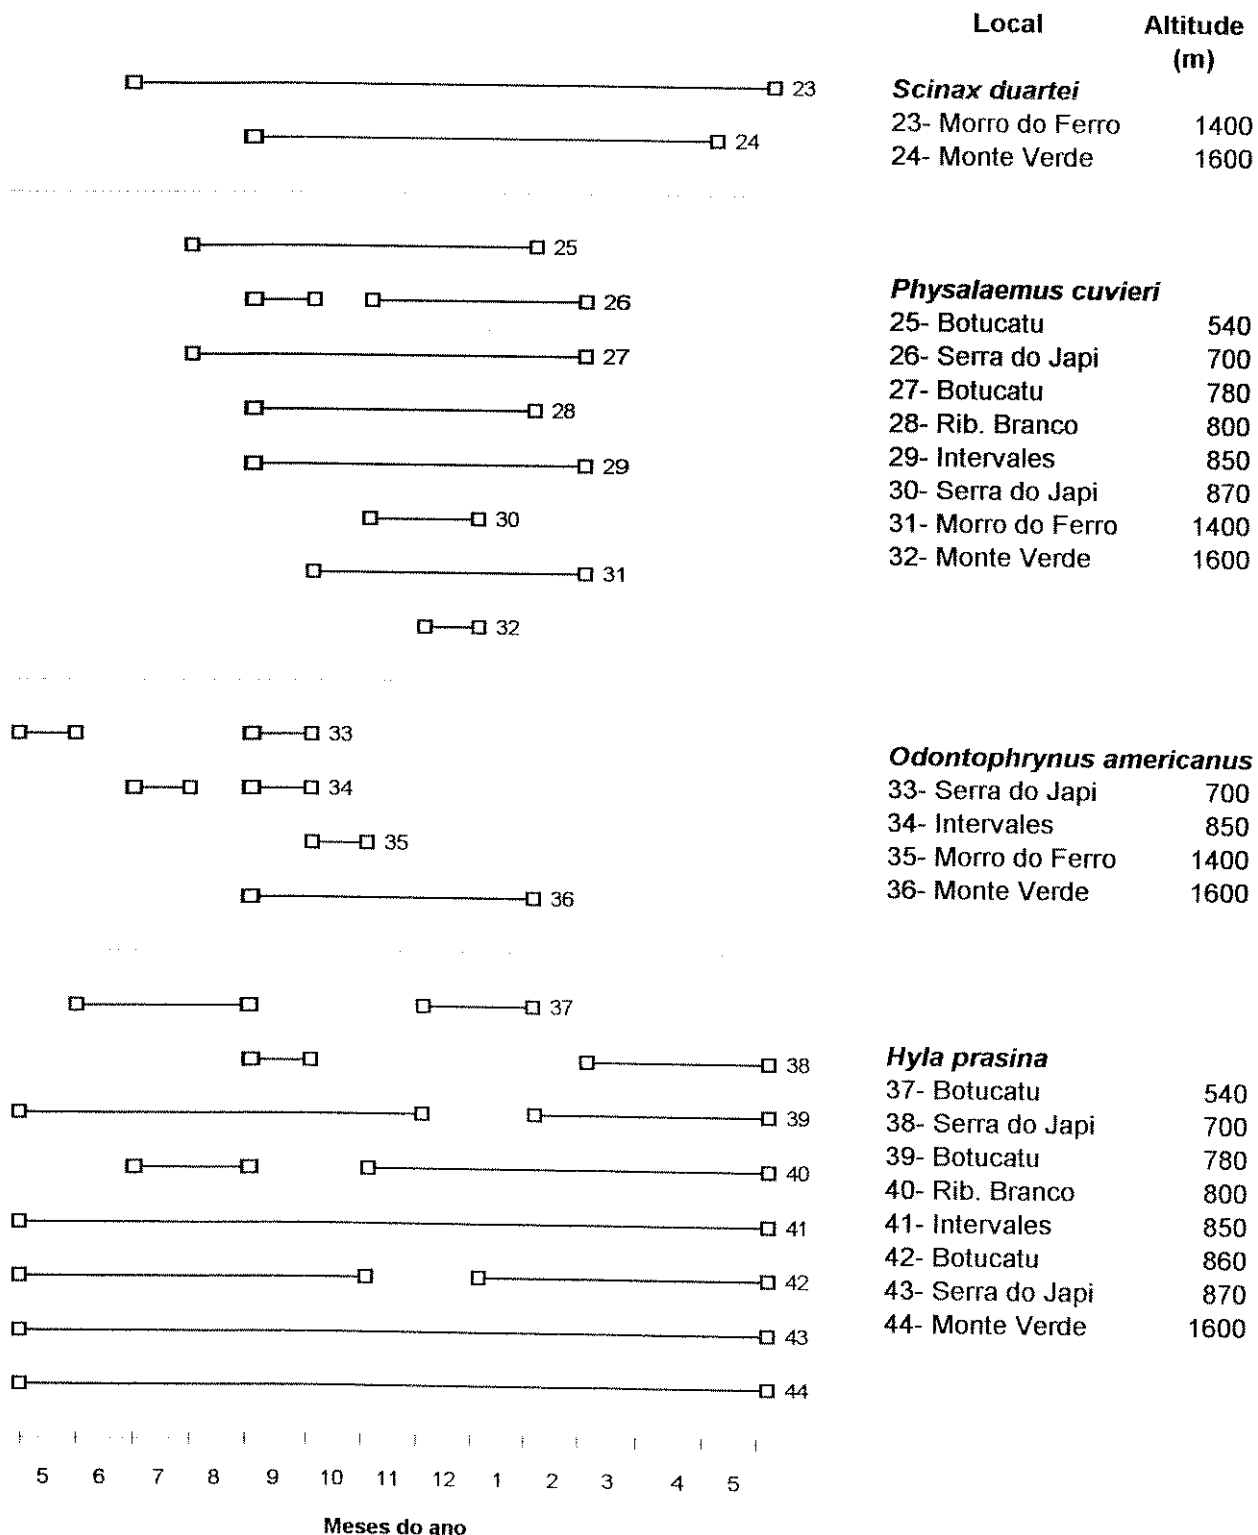 Local Altitude
(m)
23
Scinax duartei
23- Morro do Ferro 1400
24
24- Monte Verde 1600
25
26
Physalaemus cuvieri
25- Botucatu 540
26- Serra do Japi 700
27
27- Botucatu 780
28
28- Rib. Branco 800
29
29- Intervales 850
30- Serra do Japi 870
30
31- Morro do Ferro 1400
32- Monte Verde 1600
31
32
33
Odontophrynus americanus
34
33- Serra do Japi 700
34- Intervales 850
35
35- Morro do Ferro 1400
36
36- Monte Verde 1600
37
Hyla prasina
38
37- Botucatu 540
38- Serra do Japi 700
39
39- Botucatu 780
40
40- Rib. Branco 800
41
41- Intervales 850
42- Botucatu 860
42
43- Serra do Japi 870
43
44- Monte Verde 1600
44
5 6 7 8 9 10 11 12 1 2 3 4 5
Meses do ano